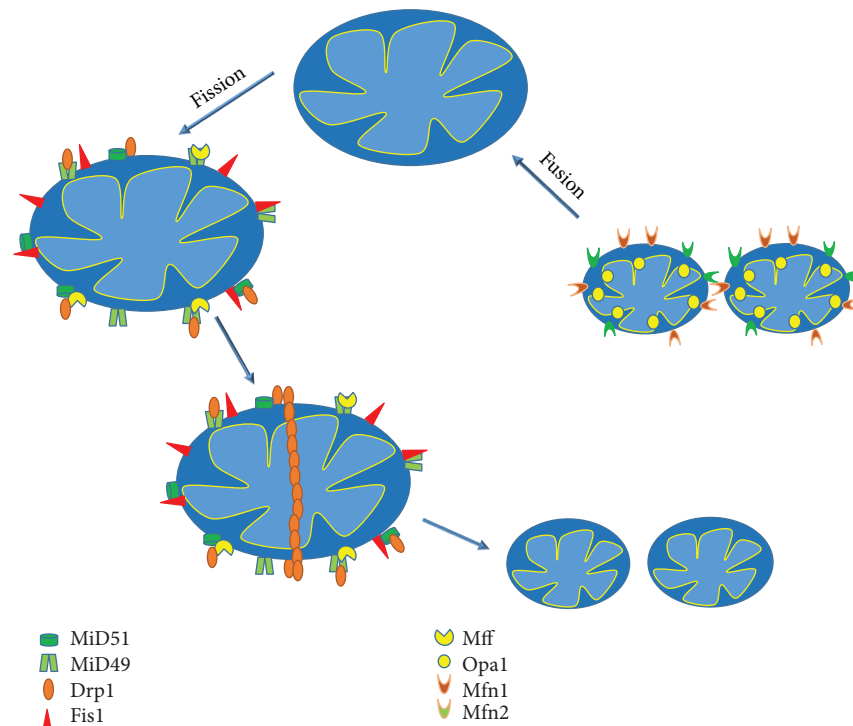 Fission
Fusion
MiD51
MiD49
Drp1
Fis1
Mff
Opa1
Mfn1
Mfn2